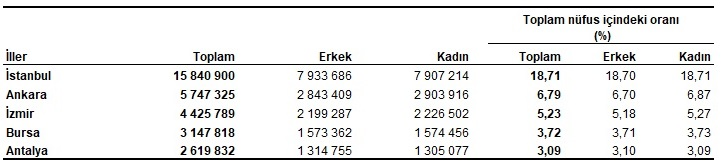 Toplam nüfus içindeki oranı
(%)
İller Toplam Erkek Kadın Toplam Erkek Kadın
İstanbul 15 840 900 7 933 686 7 907 214 18,71 18,70 18,71
Ankara 5 747 325 2 843 409 2 903 916 6,79 6,70 6,87
İzmir 4 425 789 2 199 287 2 226 502 5,23 5,18 5,27
Bursa 3 147 818 1 573 362 1 574 456 3,72 3,71 3,73
Antalya 2 619 832 1 314 755 1 305 077 3,09 3,10 3,09